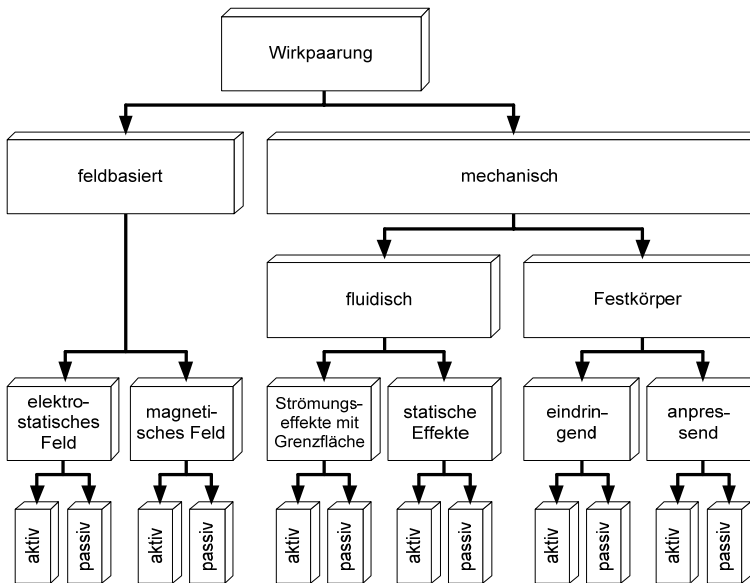 Wirkpaarung
feldbasiert
mechanisch
fluidisch
Festkörper
elektro-
statisches
Feld
magneti-
sches Feld
Strömungs-
effekte mit
Grenzfläche
statische
Effekte
eindrin-
gend
anpres-
send
aktiv
passiv
aktiv
passiv
aktiv
passiv
aktiv
passiv
aktiv
passiv
aktiv
passiv